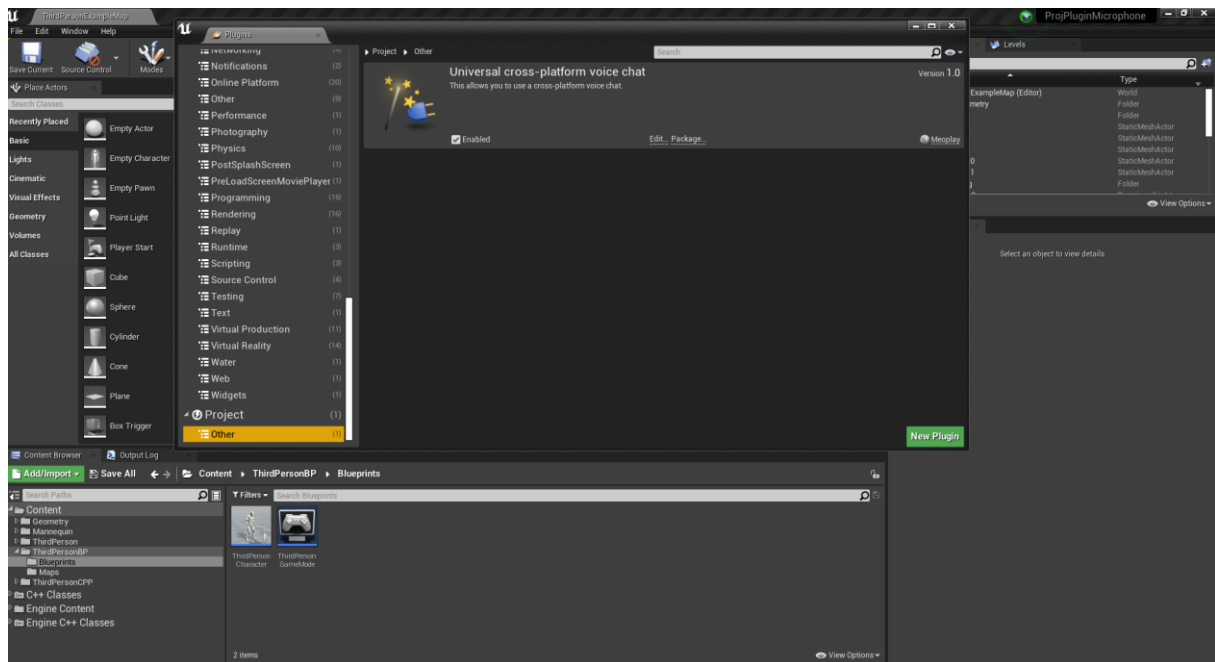 ThirdPersonExampleMap
ProjPluginMicrophone
File Edit Window Help
Save Current
Source Control
Modes
Place Actors
Search Classes
Recently Placed
Basic
Lights
Cinematic
Visual Effects
Geometry
Volumes
All Classes
Empty Actor
Empty Character
Empty Pawn
Point Light
Player Start
Cube
Sphere
Cylinder
Cone
Plane
Box Trigger
Plugins
Networking
Notifications (2)
Online Platform (20)
Other (9)
Performance (1)
Photography (1)
Physics (10)
PostSplashScreen (1)
PreLoadScreenMoviePlayer (1)
Programming (15)
Rendering (16)
Replay (1)
Runtime (3)
Scripting (3)
Source Control (4)
Testing (7)
Text (1)
Virtual Production (11)
Virtual Reality (14)
Water (1)
Web (1)
Widgets (1)
Project (1)
Other (1)
Project Other
Search
Universal cross-platform voice chat
Version 1.0
This allows you to use a cross-platform voice chat.
Enabled
Edit... Package...
Meoplay
New Plugin
Levels
Type
ExampleMap (Editor) World
metry Folder
Folder
StaticMeshActor
StaticMeshActor
StaticMeshActor
0 StaticMeshActor
1 StaticMeshActor
Folder
View Options
Select an object to view details
Content Browser
Output Log
Add/Import
Save All
Content ThirdPersonBP Blueprints
Search Paths
Filters
Search Blueprints
Content
Geometry
Mannequin
ThirdPerson
ThirdPersonBP
Blueprints
Maps
ThirdPersonCPP
C++ Classes
Engine Content
Engine C++ Classes
ThirdPerson
Character
ThirdPerson
GameMode
2 items
View Options